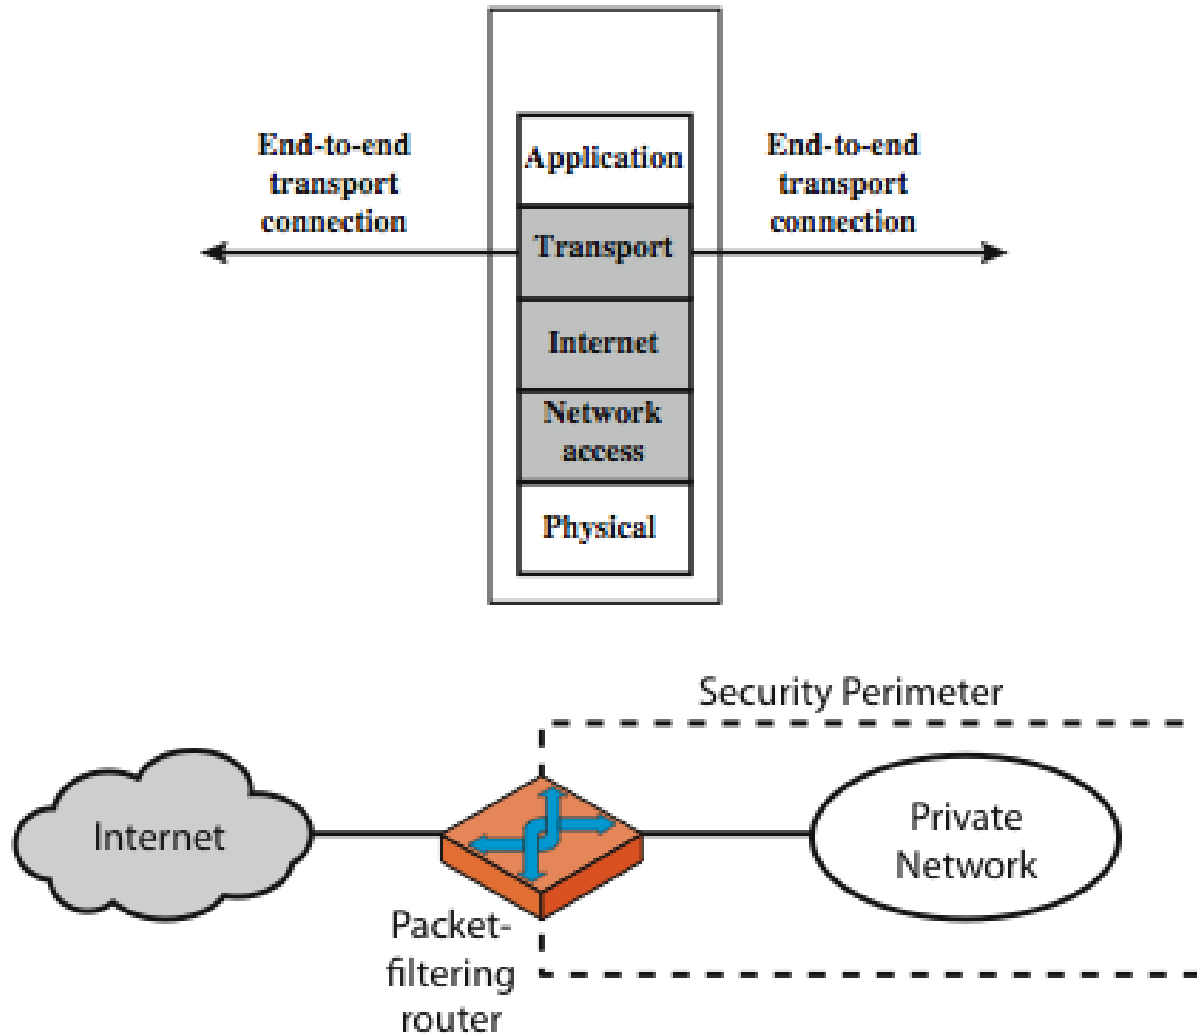 Application
End-to-end
transport
connection
End-to-end
transport
connection
Transport
Internet
Network
access
Physical
Security Perimeter
Internet
Private
Network
Packet-
filtering
router